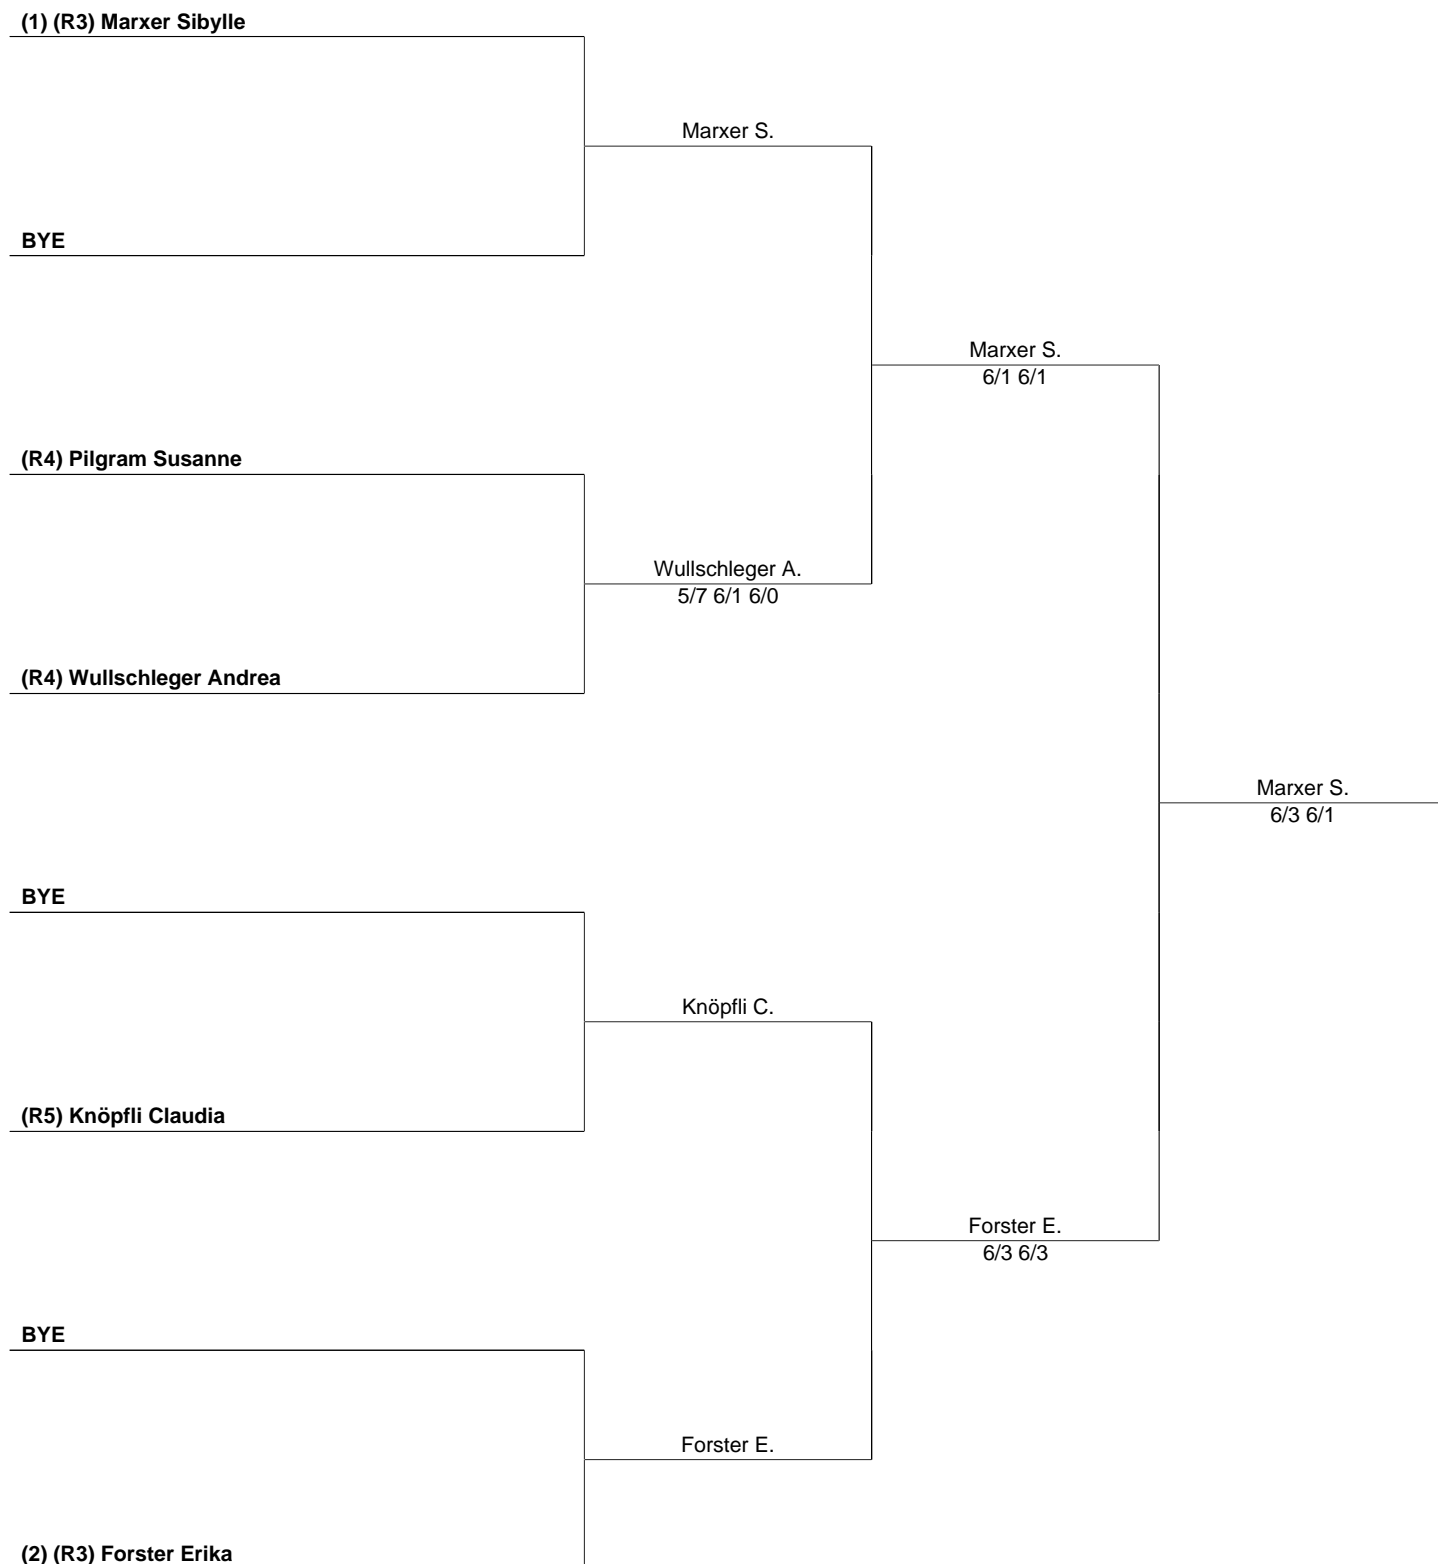 (1) (R3) Marxer Sibylle
Marxer S.
BYE
Marxer S.
6/1 6/1
(R4) Pilgram Susanne
Wullschleger A.
5/7 6/1 6/0
(R4) Wullschleger Andrea
Marxer S.
6/3 6/1
BYE
Knöpfli C.
(R5) Knöpfli Claudia
Forster E.
6/3 6/3
BYE
Forster E.
(2) (R3) Forster Erika